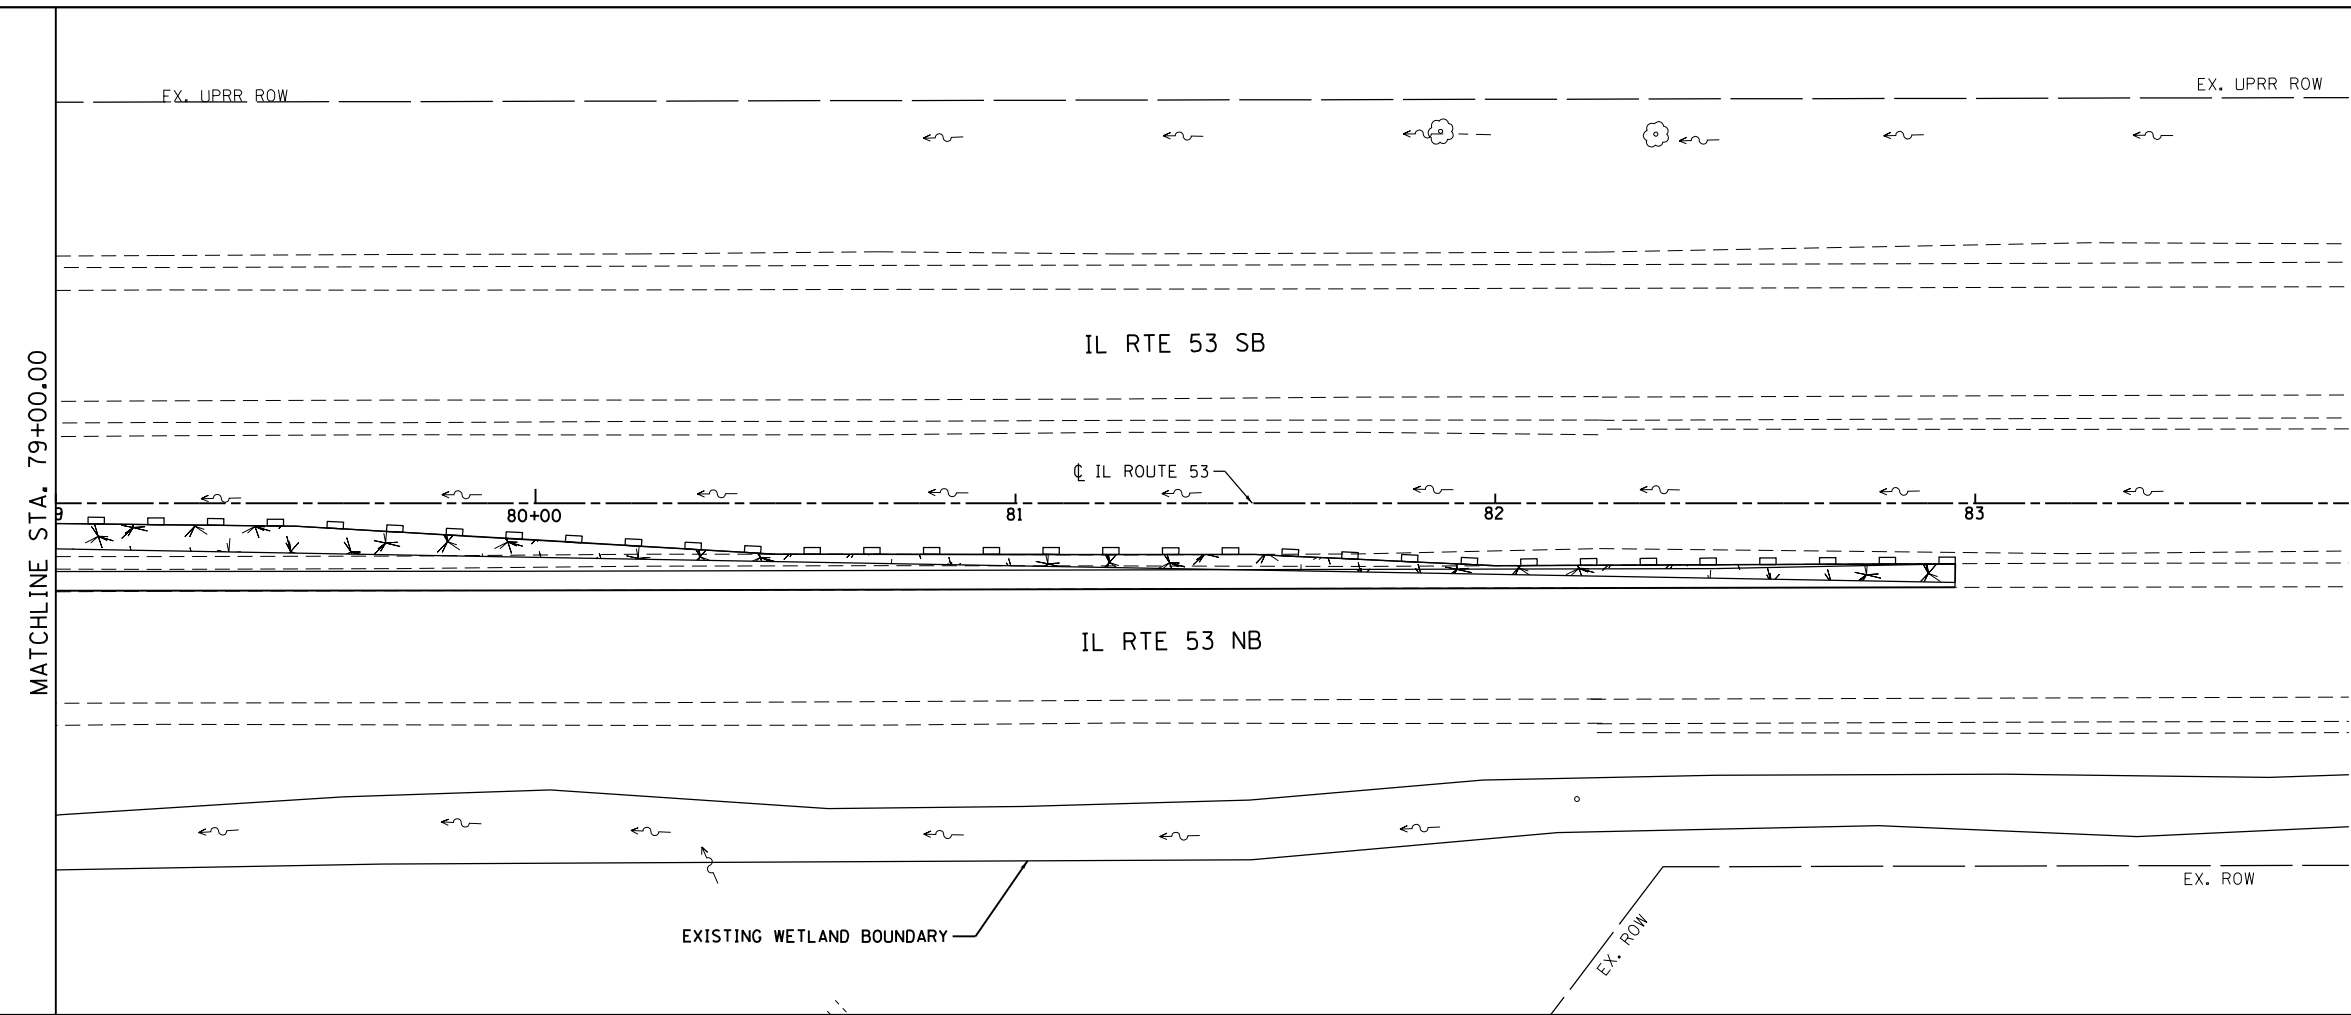 EX. UPRR ROW
EX. UPRR ROW
IL RTE 53 SB
MATCHLINE STA. 79+00.00
℄ IL ROUTE 53
9
80+00
81
82
83
IL RTE 53 NB
EX. ROW
EXISTING WETLAND BOUNDARY
EX. ROW